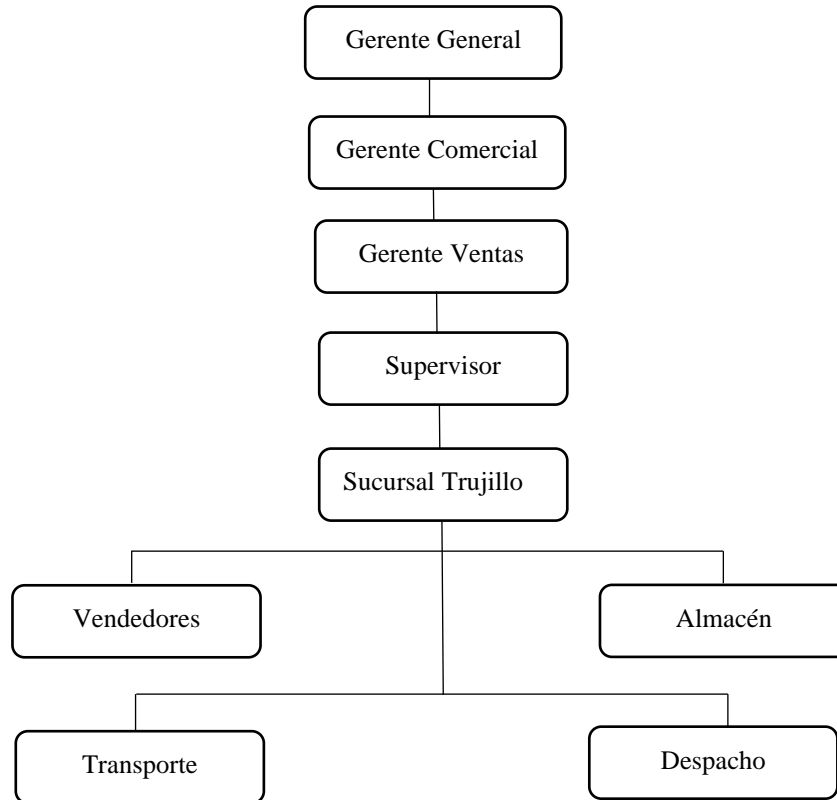 Gerente General
Gerente Comercial
Gerente Ventas
Supervisor
Sucursal Trujillo
Vendedores
Almacén
Transporte
Despacho